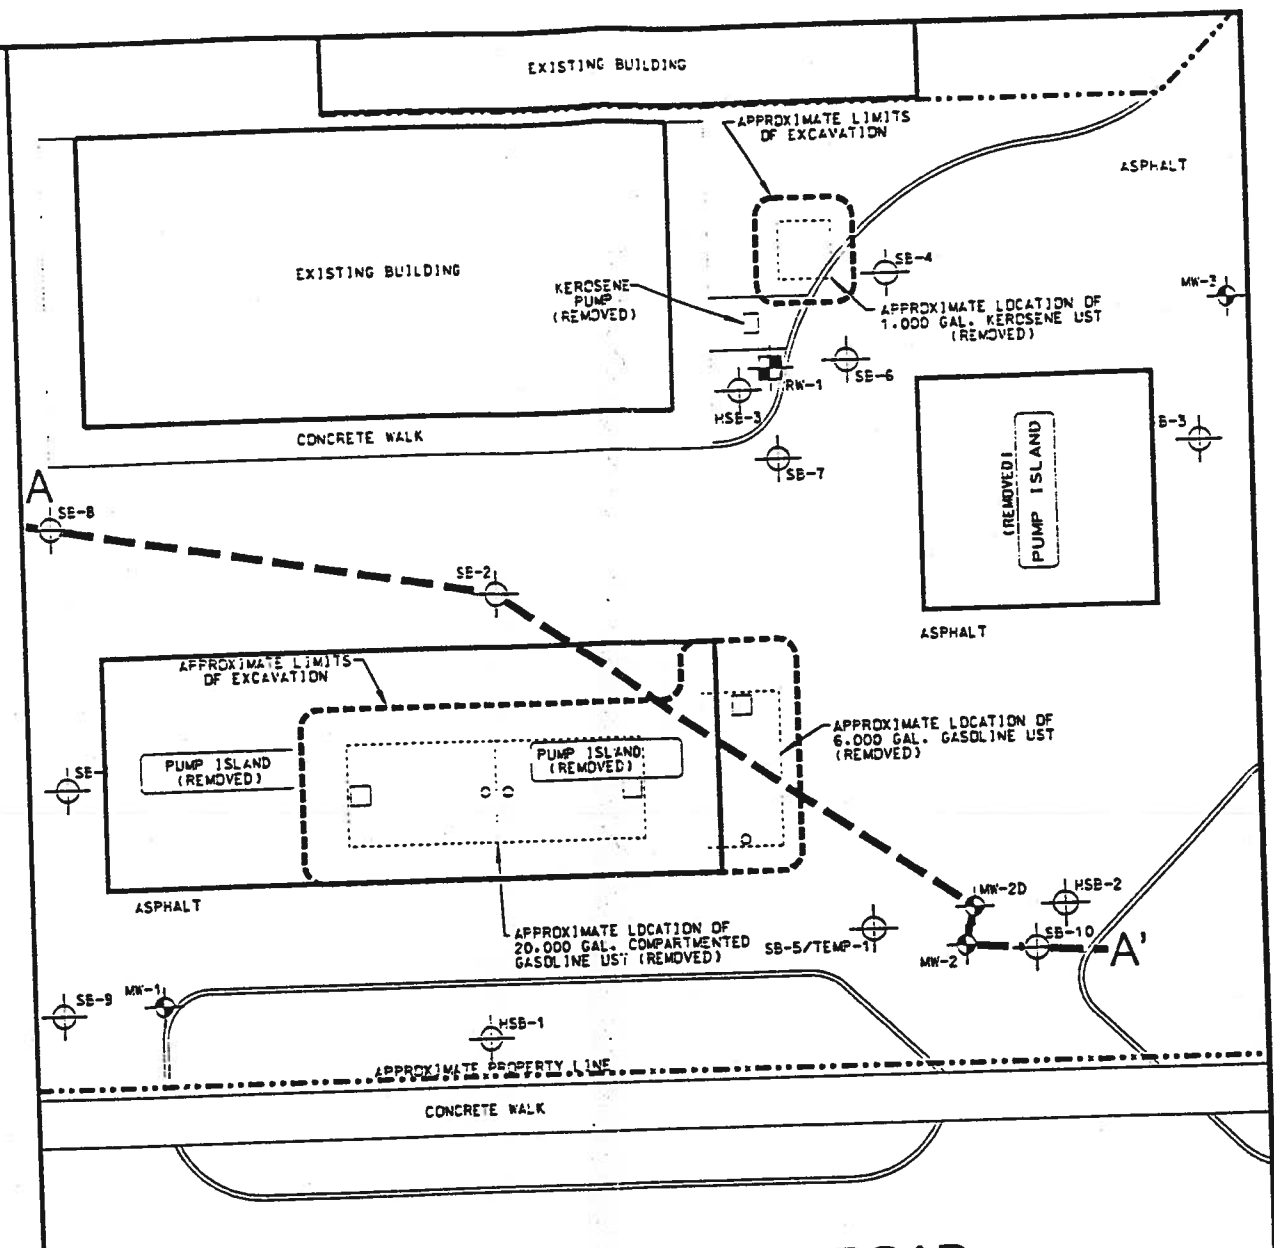 EXISTING BUILDING
APPROXIMATE LIMITS
OF EXCAVATION
ASPHALT
EXISTING BUILDING
SB-4
MW-3
KEROSENE
PUMP
(REMOVED)
APPROXIMATE LOCATION OF
1.000 GAL. KEROSENE UST
(REMOVED)
SB-6
RW-1
HSB-3
CONCRETE WALK
B-3
(REMOVED)
PUMP ISLAND
SB-7
A
SB-8
SB-2
ASPHALT
APPROXIMATE LIMITS
OF EXCAVATION
APPROXIMATE LOCATION OF
6.000 GAL. GASOLINE UST
(REMOVED)
PUMP ISLAND
(REMOVED)
PUMP ISLAND
(REMOVED)
SB-
ASPHALT
MW-2D
HSB-2
APPROXIMATE LOCATION OF
20.000 GAL. COMPARTMENTED
GASOLINE UST (REMOVED)
SB-5/TEMP-1
SB-10
MW-2
A'
MW-1
SB-9
HSB-1
APPROXIMATE PROPERTY LINE
CONCRETE WALK